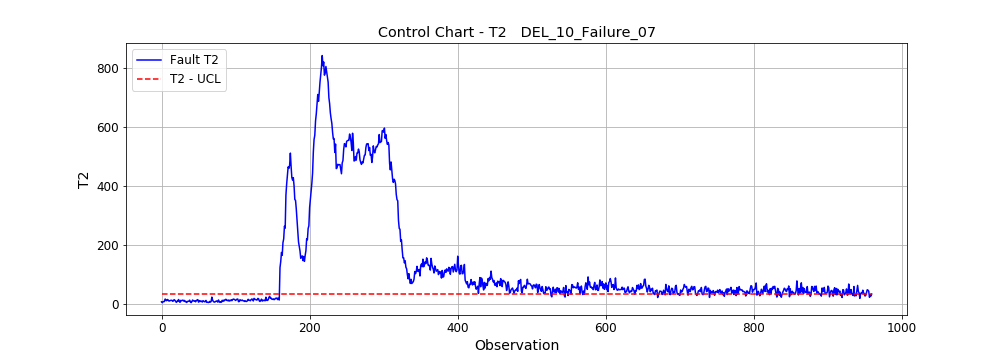 Control Chart - T2   DEL_10_Failure_07
Fault T2
T2 - UCL
T2
800
600
400
200
0
0 200 400 600 800 1000
Observation